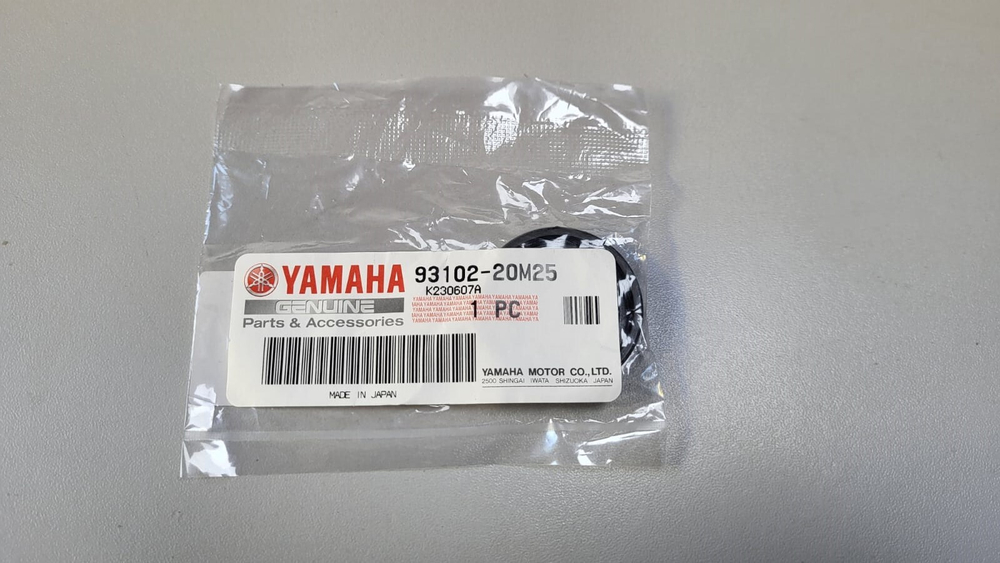 YAMAHA 93102-20M25
K230607A
GENUINE
1 PC
Parts & Accessories
YAMAHA MOTOR CO.,LTD.
2500 SHINGAI IWATA SHIZUOKA JAPAN
MADE IN JAPAN